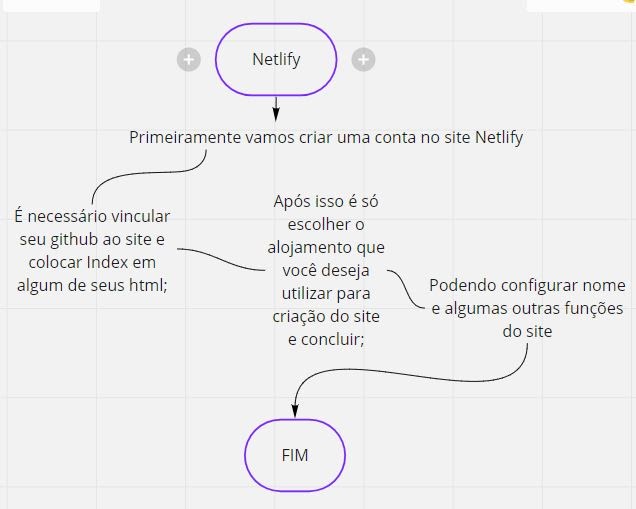 Netlify
Primeiramente vamos criar uma conta no site Netlify
É necessário vincular
seu github ao site e
colocar Index em
algum de seus html;
Após isso é só
escolher o
alojamento que
você deseja
utilizar para
criação do site
e concluir;
Podendo configurar nome
e algumas outras funções
do site
FIM